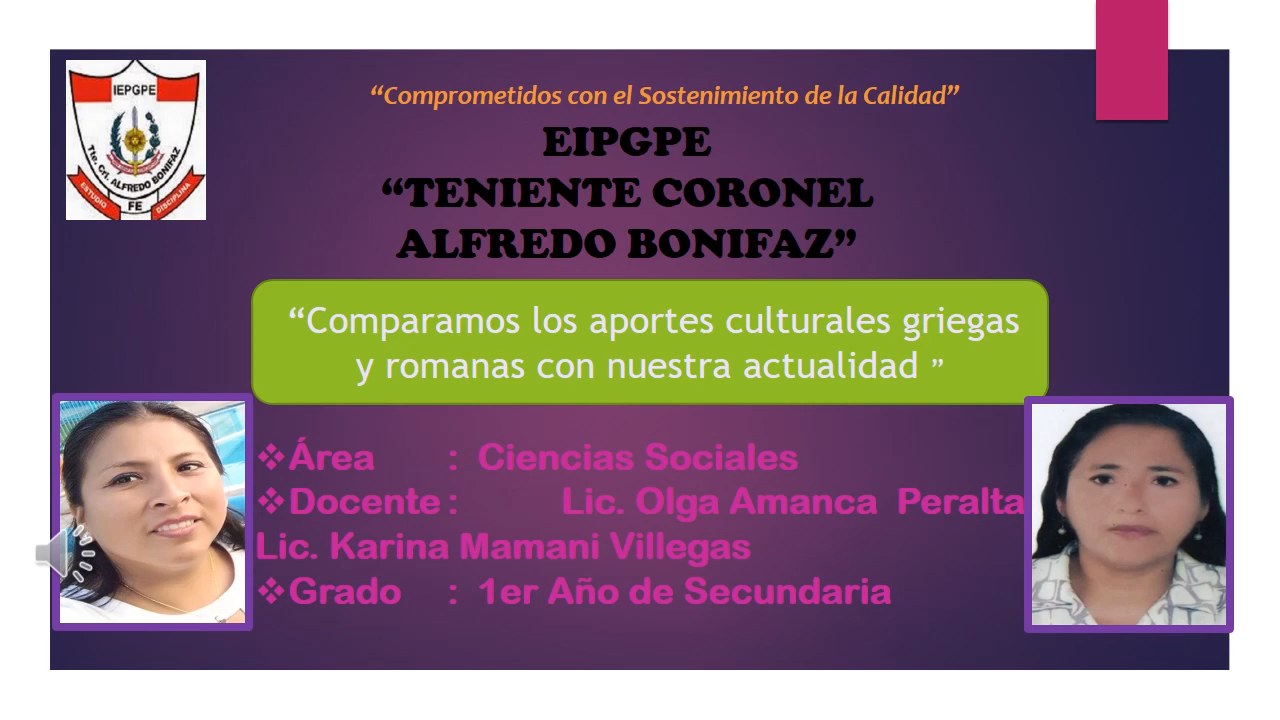 IEPGPE
Tte. Crl. ALFREDO BONIFAZ
ESTUDIO
FE
DISCIPLINA
“Comprometidos con el Sostenimiento de la Calidad”
EIPGPE
“TENIENTE CORONEL
ALFREDO BONIFAZ”
“Comparamos los aportes culturales griegas
y romanas con nuestra actualidad ”
❖Área : Ciencias Sociales
❖Docente : Lic. Olga Amanca Peralta
Lic. Karina Mamani Villegas
❖Grado : 1er Año de Secundaria